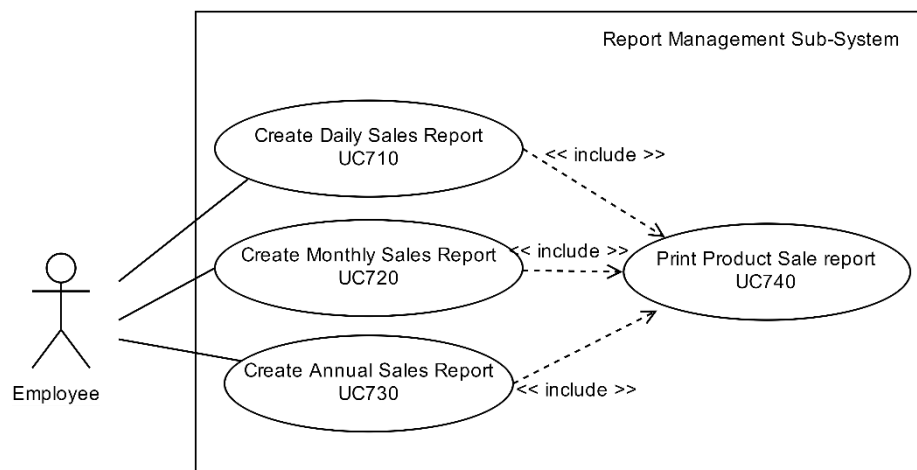 Report Management Sub-System
Create Daily Sales Report
UC710
<< include >>
Create Monthly Sales Report
UC720
<< include >>
Print Product Sale report
UC740
Create Annual Sales Report
UC730
<< include >>
Employee